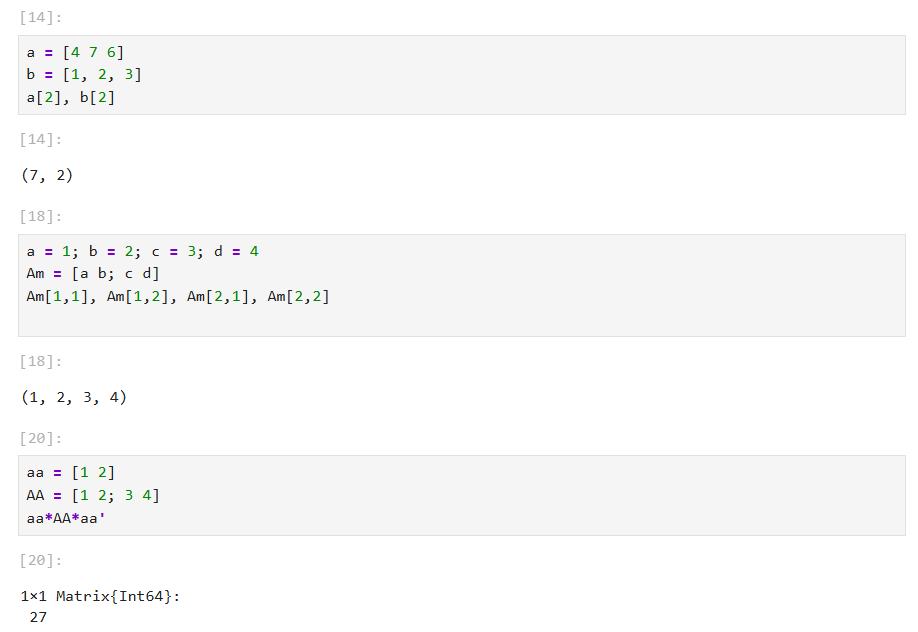 [14]:
a = [4 7 6]
b = [1, 2, 3]
a[2], b[2]
[14]:
(7, 2)
[18]:
a = 1; b = 2; c = 3; d = 4
Am = [a b; c d]
Am[1,1], Am[1,2], Am[2,1], Am[2,2]
[18]:
(1, 2, 3, 4)
[20]:
aa = [1 2]
AA = [1 2; 3 4]
aa*AA*aa'
[20]:
1×1 Matrix{Int64}:
 27